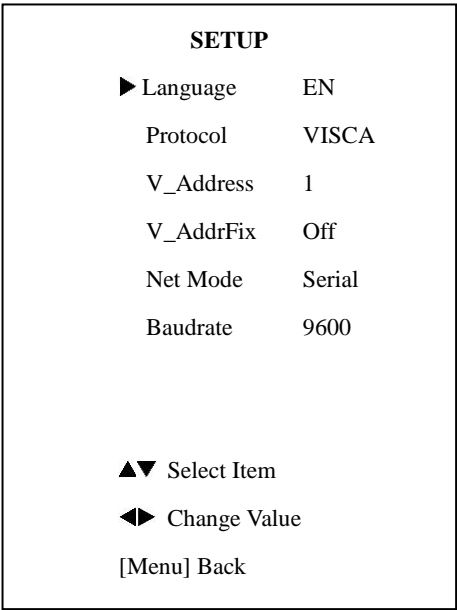 SETUP
▶ Language EN
Protocol VISCA
V_Address 1
V_AddrFix Off
Net Mode Serial
Baudrate 9600
▲▼ Select Item
◀▶ Change Value
[Menu] Back